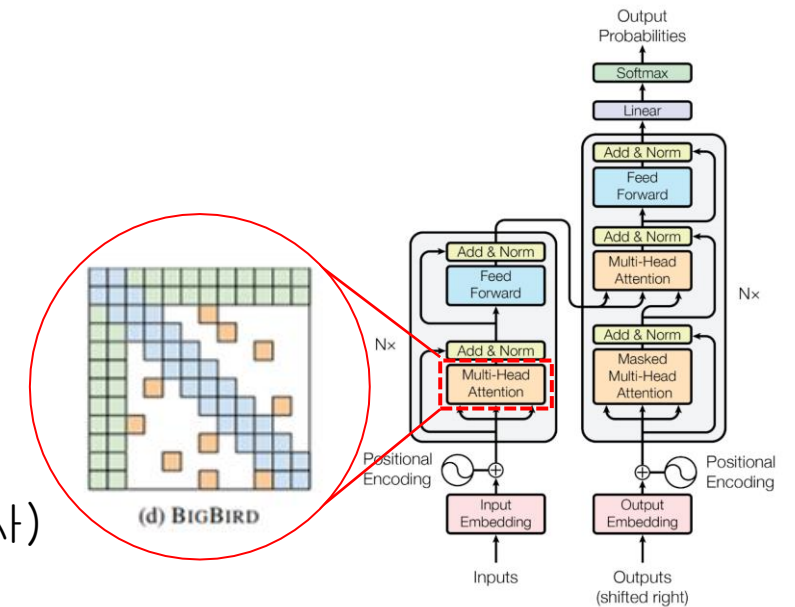 Output
Probabilities
Softmax
Linear
Add & Norm
Feed
Forward
Add & Norm
Multi-Head
Attention
Add & Norm
Masked
Multi-Head
Attention
N×
Positional
Encoding
Output
Embedding
Outputs
(shifted right)
Add & Norm
Feed
Forward
N×
Add & Norm
Multi-Head
Attention
Positional
Encoding
Input
Embedding
Inputs
(d) BIGBIRD